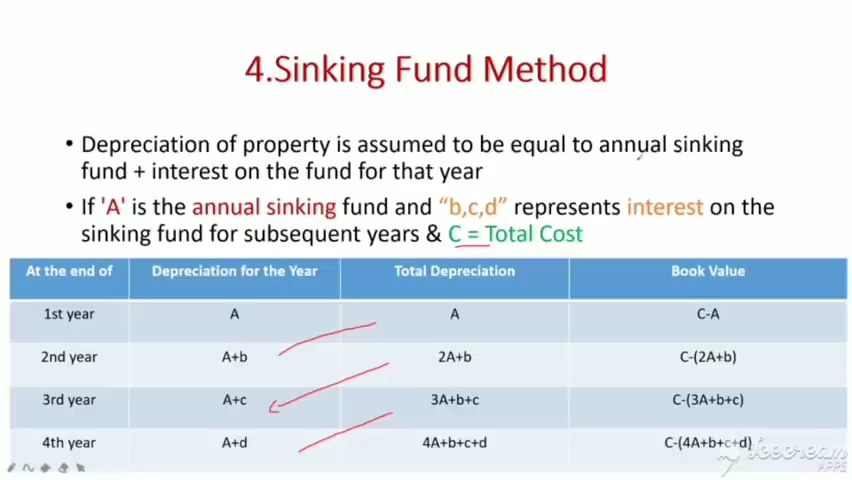 4.Sinking Fund Method
• Depreciation of property is assumed to be equal to annual sinking
fund + interest on the fund for that year
• If 'A' is the annual sinking fund and “b,c,d” represents interest on the
sinking fund for subsequent years & C = Total Cost
At the end of Depreciation for the Year Total Depreciation Book Value
1st year A A C-A
2nd year A+b 2A+b C-(2A+b)
3rd year A+c 3A+b+c C-(3A+b+c)
4th year A+d 4A+b+c+d C-(4A+b+c+d)
APPS